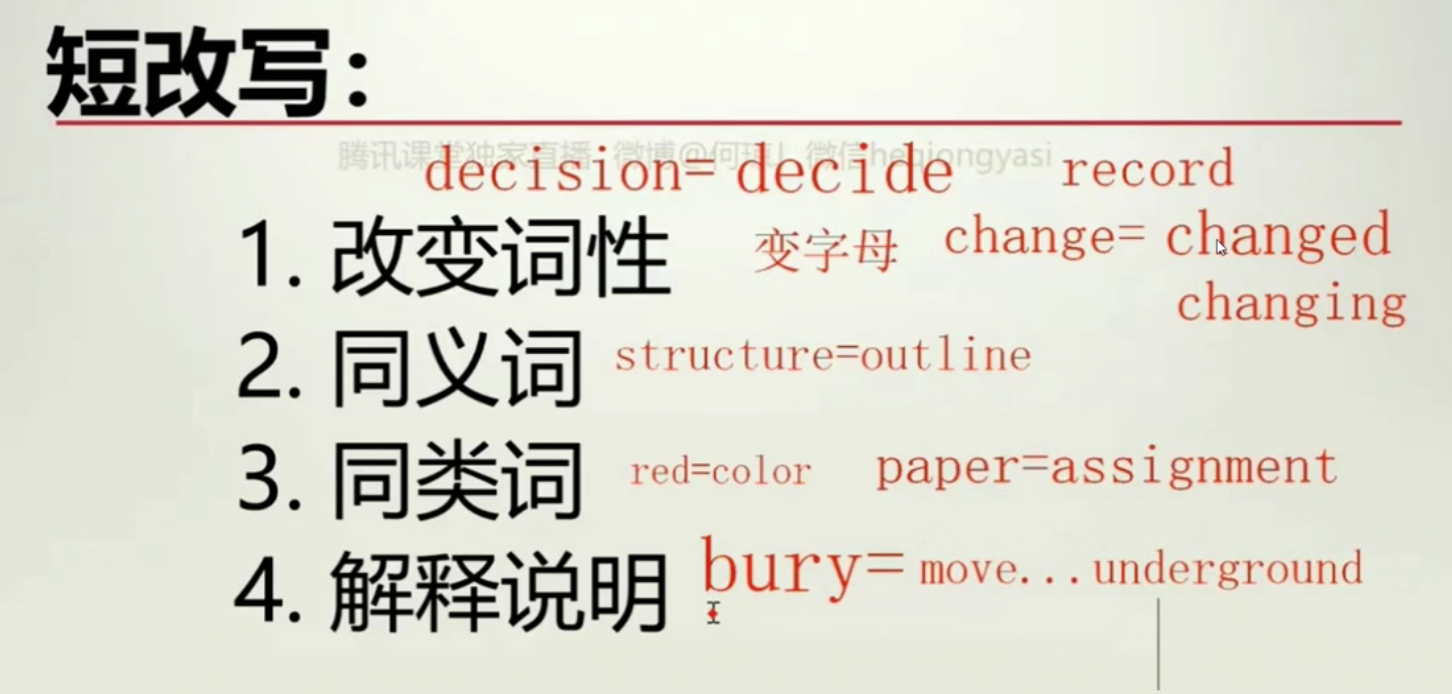 短改写：
腾讯课堂独家直播 微博@何琼 微信heqiongyasi
decision= decide record
1. 改变词性 变字母 change= changed
changing
2. 同义词 structure=outline
3. 同类词 red=color paper=assignment
4. 解释说明 bury= move...underground